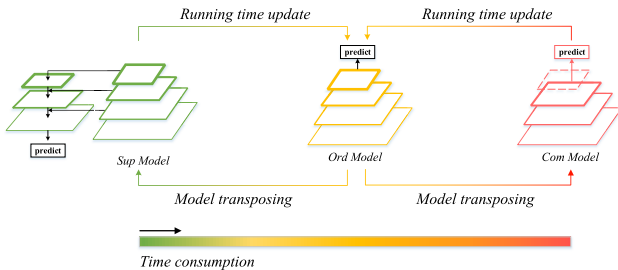 Running time update
Running time update
predict
predict
predict
Sup Model
Ord Model
Com Model
Model transposing
Model transposing
Time consumption